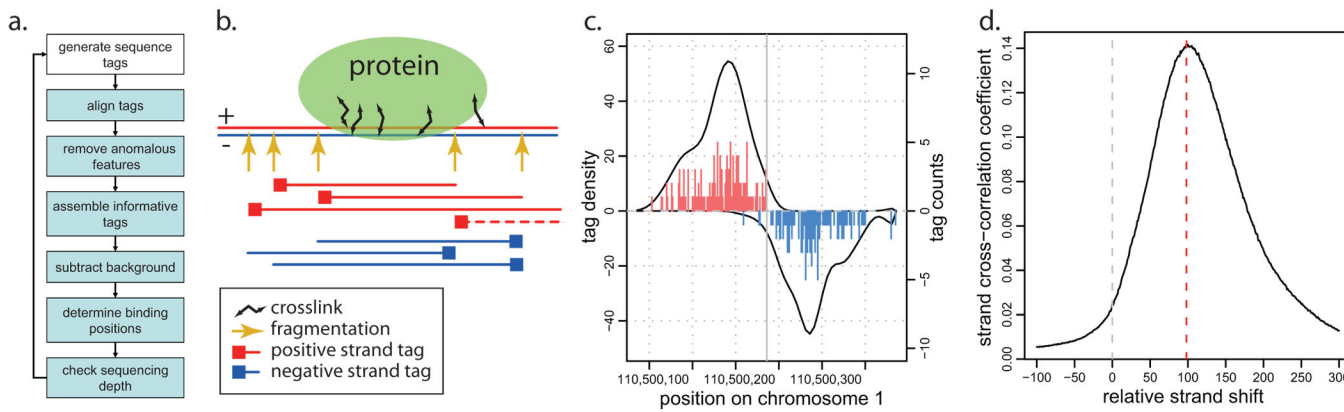 a.
generate sequence
tags
align tags
remove anomalous
features
assemble informative
tags
subtract background
determine binding
positions
check sequencing
depth
b.
protein
+
-
crosslink
fragmentation
positive strand tag
negative strand tag
c.
60
40
20
0
−20
−40
tag density
10
5
0
−5
−10
tag counts
110,500,100
110,500,200
110,500,300
position on chromosome 1
d.
0.14
0.12
0.10
0.08
0.06
0.04
0.02
0.00
strand cross−correlation coefficient
−100
−50
0
50
100
150
200
250
300
relative strand shift